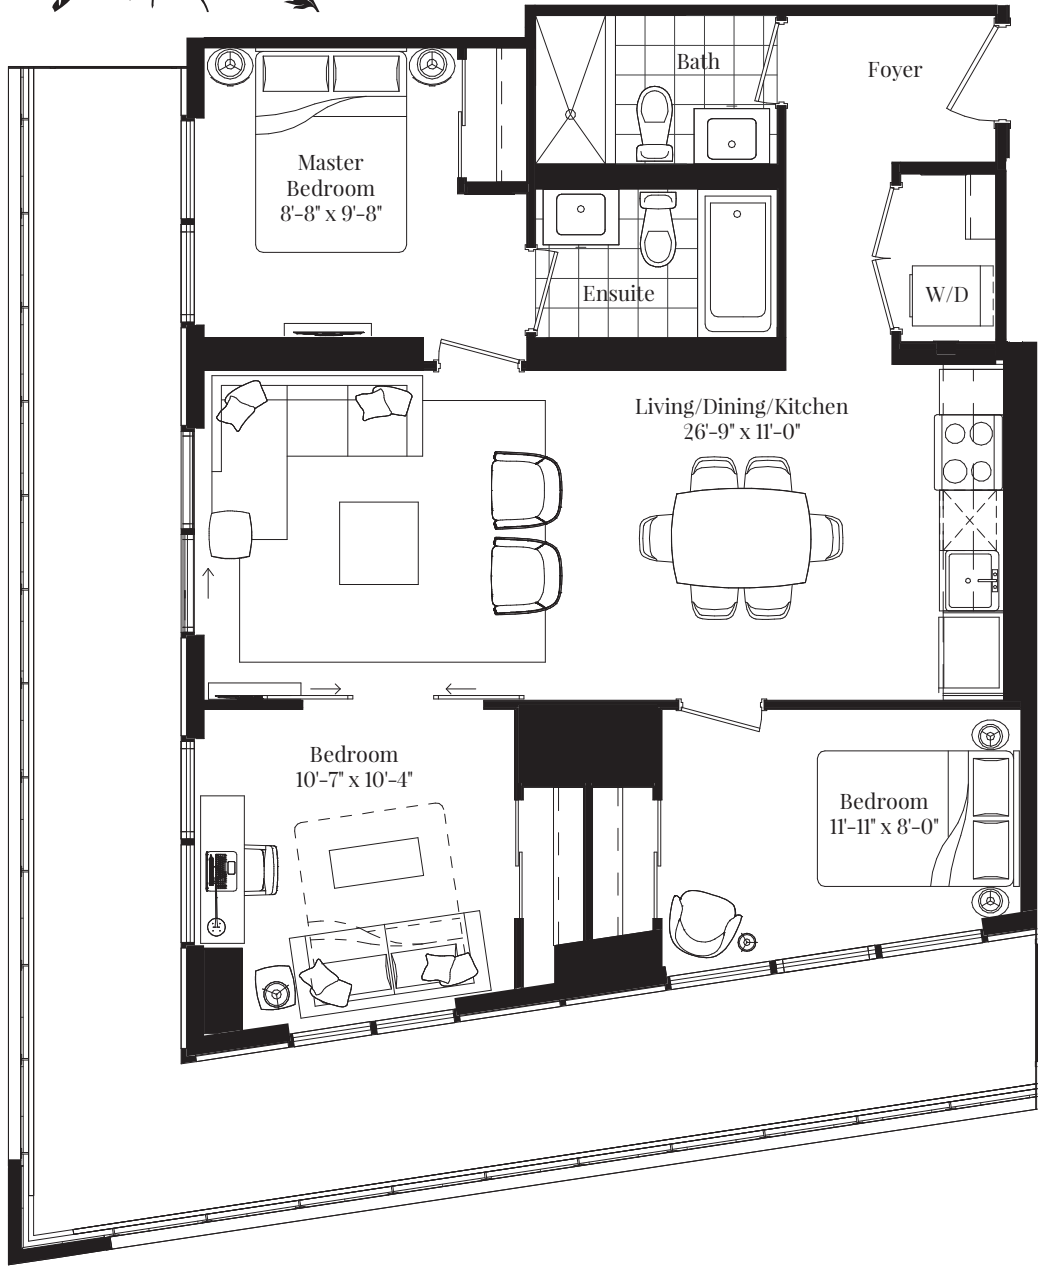 Bath
Foyer
Master
Bedroom
8'-8" x 9'-8"
Ensuite
W/D
Living/Dining/Kitchen
26'-9" x 11'-0"
Bedroom
10'-7" x 10'-4"
Bedroom
11'-11" x 8'-0"